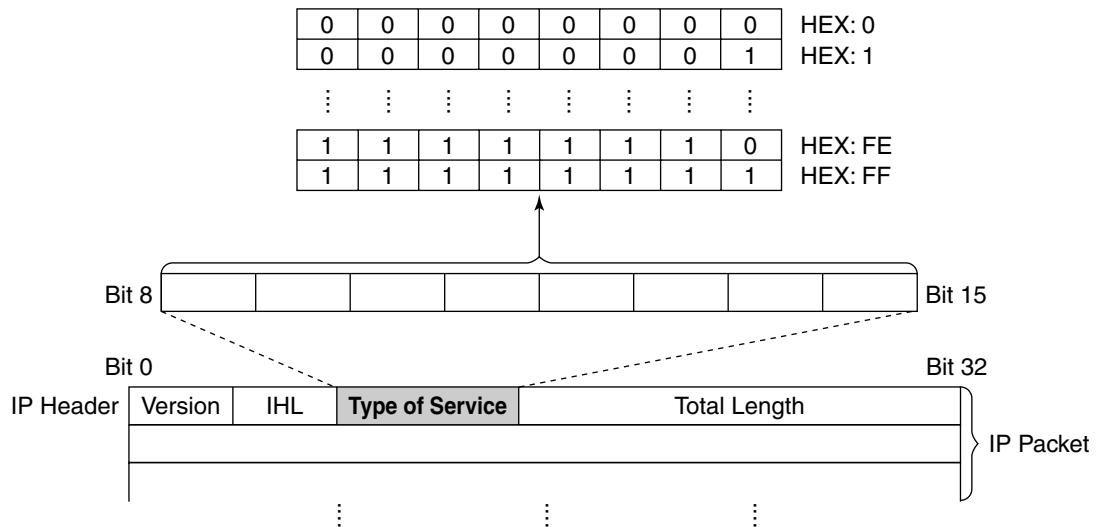 0 0 0 0 0 0 0 0 HEX: 0
0 0 0 0 0 0 0 1 HEX: 1
1 1 1 1 1 1 1 0 HEX: FE
1 1 1 1 1 1 1 1 HEX: FF
Bit 8 Bit 15
Bit 0 Bit 32
IP Header Version IHL Type of Service Total Length
IP Packet